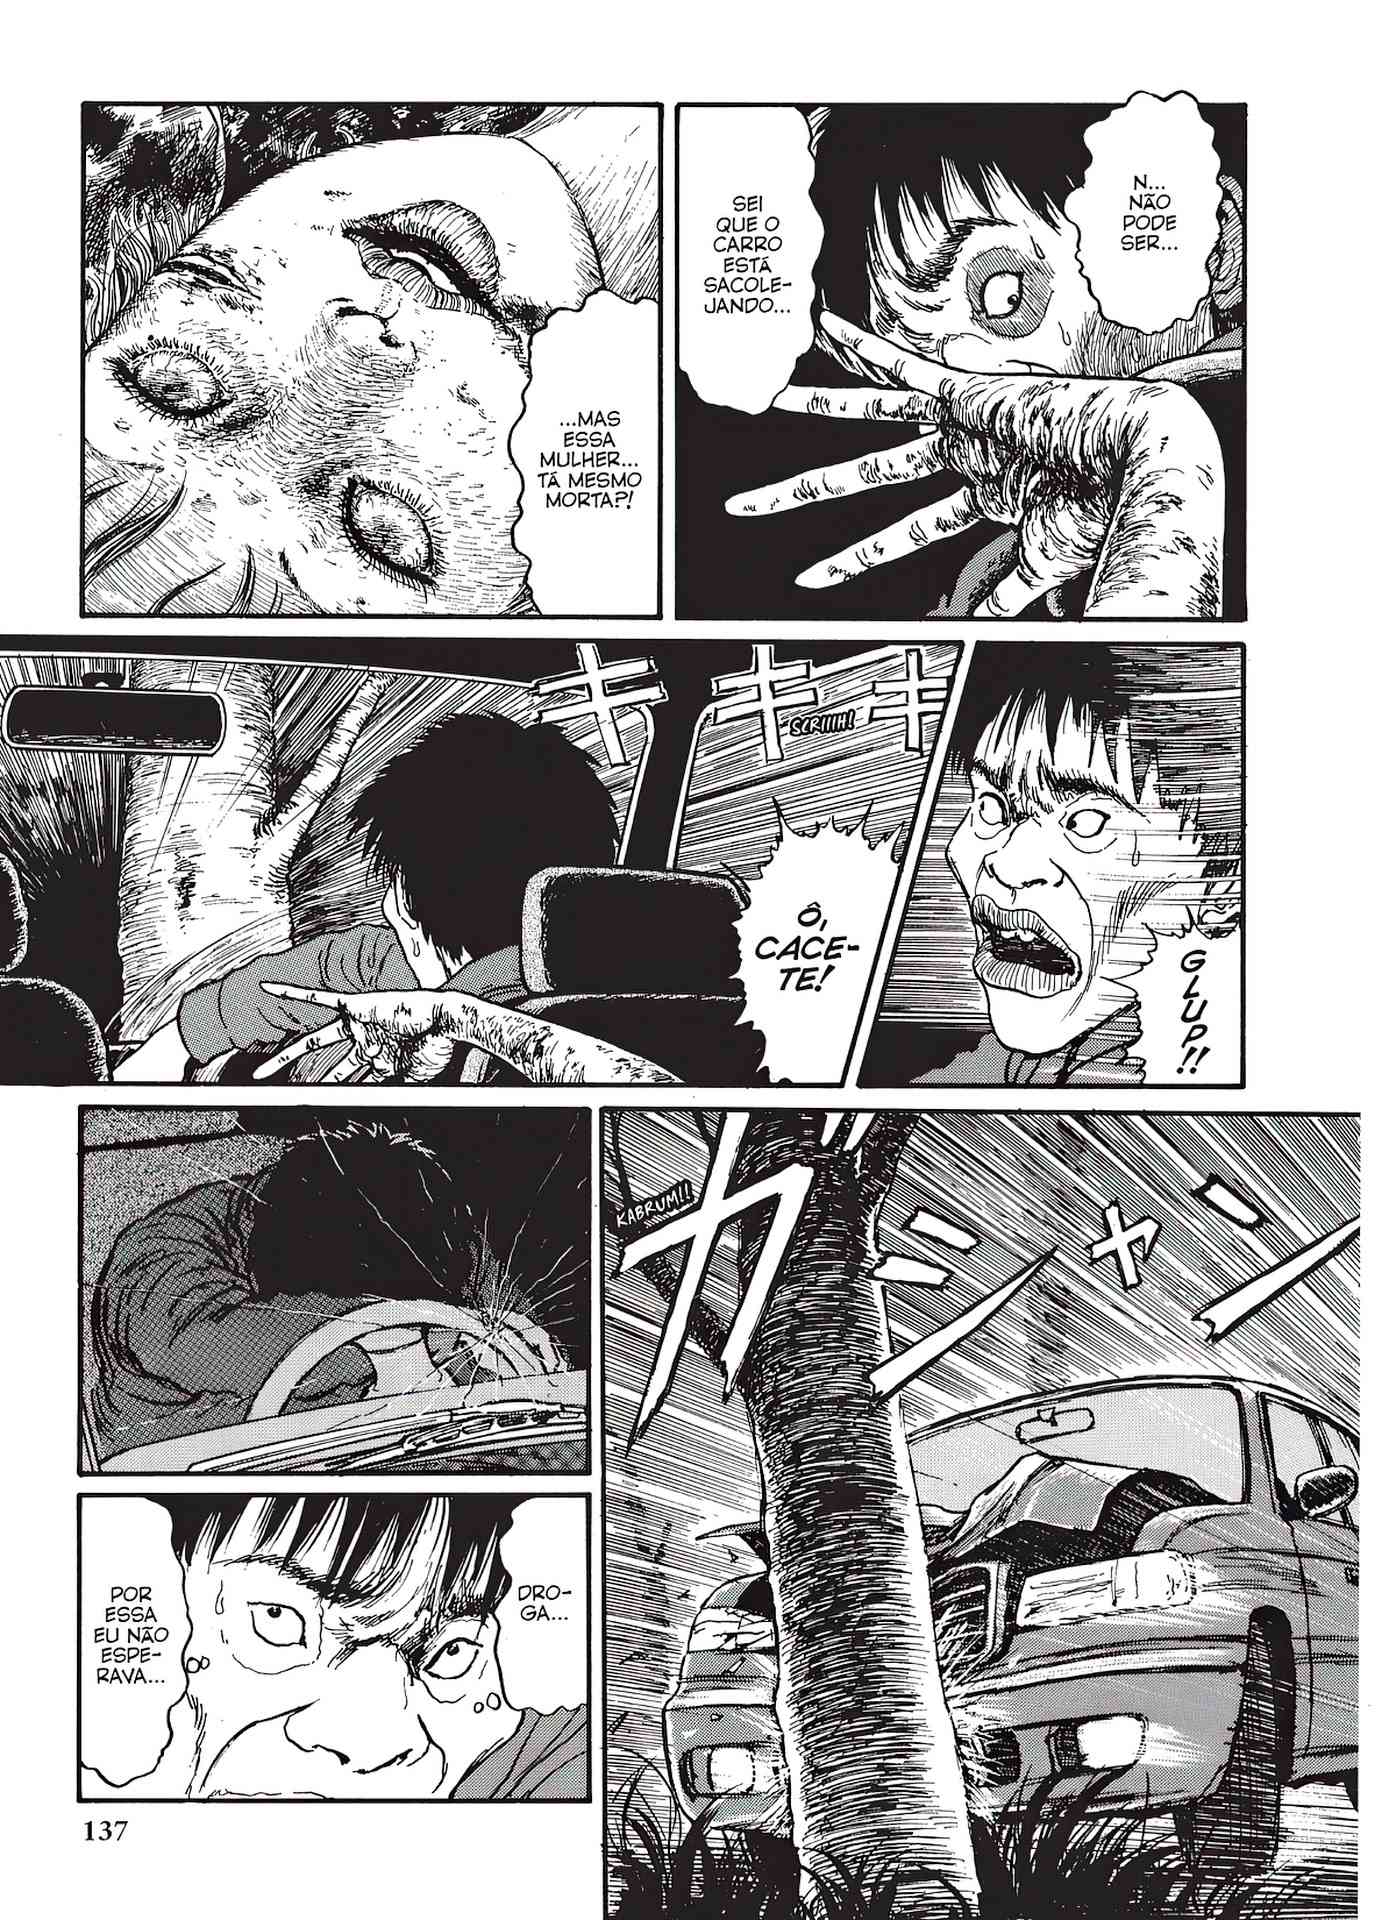 N...
NÃO
PODE
SER...
SEI
QUE O
CARRO
ESTÁ
SACOLE-
JANDO...
...MAS
ESSA
MULHER...
TÁ MESMO
MORTA?!
GLUP!!
キキキ
SCRIIIH!
Ô,
CACE-
TE!
ガシャン
KABRUM!!
DRO-
GA...
POR
ESSA
EU NÃO
ESPE-
RAVA...
137